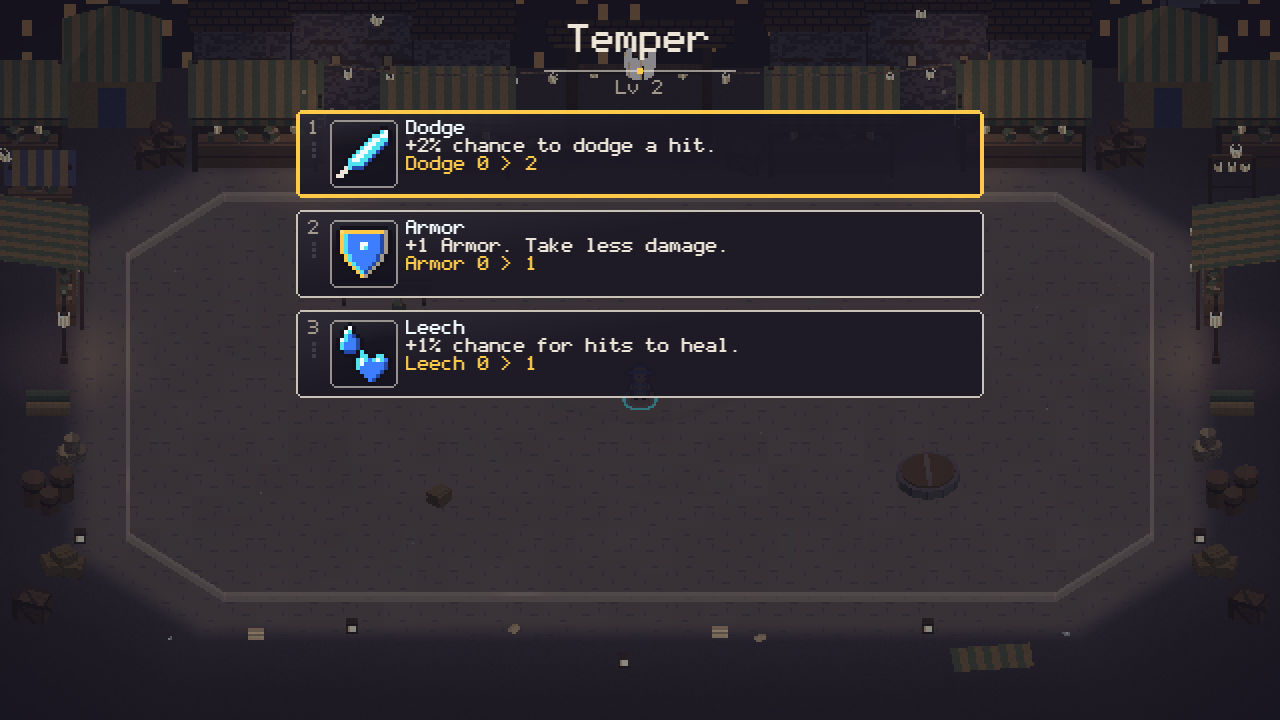 Temper
Lv 2
1
Dodge
+2% chance to dodge a hit.
Dodge 0 > 2
2
Armor
+1 Armor. Take less damage.
Armor 0 > 1
3
Leech
+1% chance for hits to heal.
Leech 0 > 1